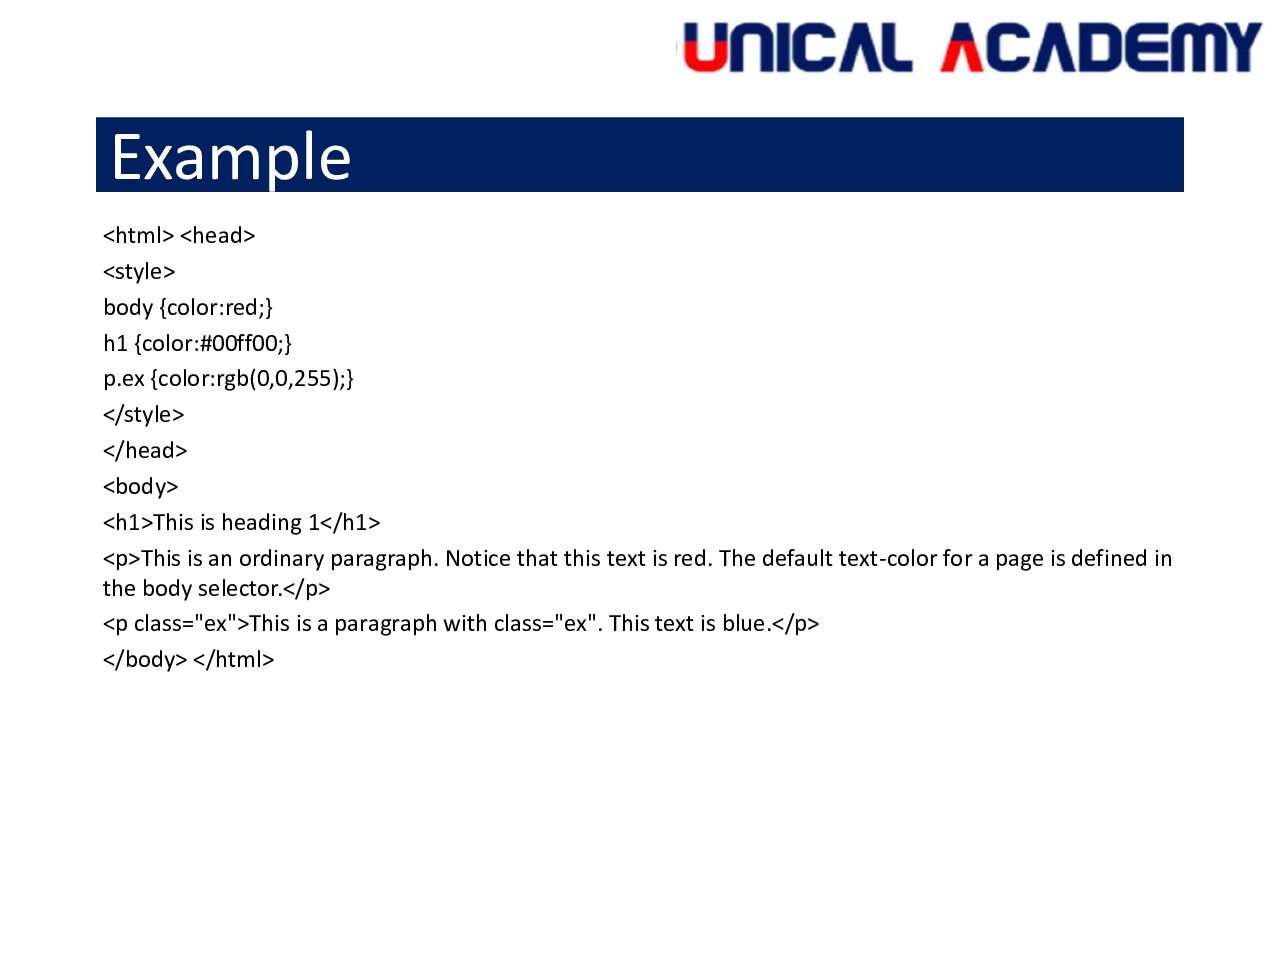 UNICAL ACADEMY
Example
<html> <head>
<style>
body {color:red;}
h1 {color:#00ff00;}
p.ex {color:rgb(0,0,255);}
</style>
</head>
<body>
<h1>This is heading 1</h1>
<p>This is an ordinary paragraph. Notice that this text is red. The default text-color for a page is defined in
the body selector.</p>
<p class="ex">This is a paragraph with class="ex". This text is blue.</p>
</body> </html>